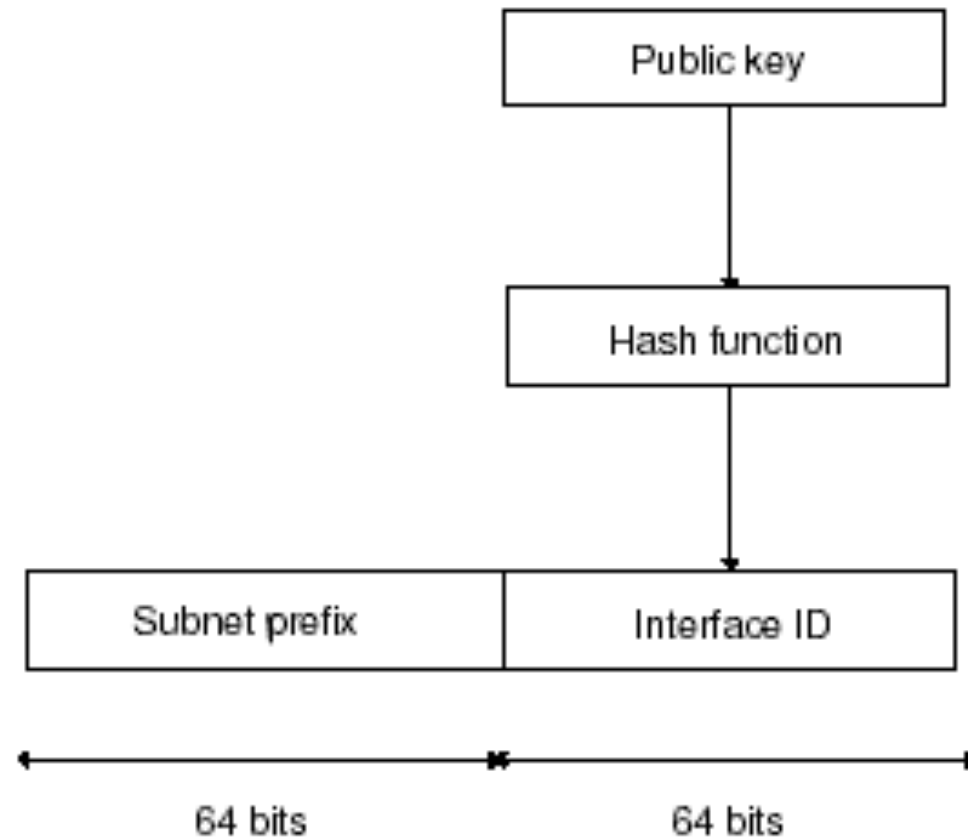 Public key
Hash function
Subnet prefix
Interface ID
64 bits
64 bits